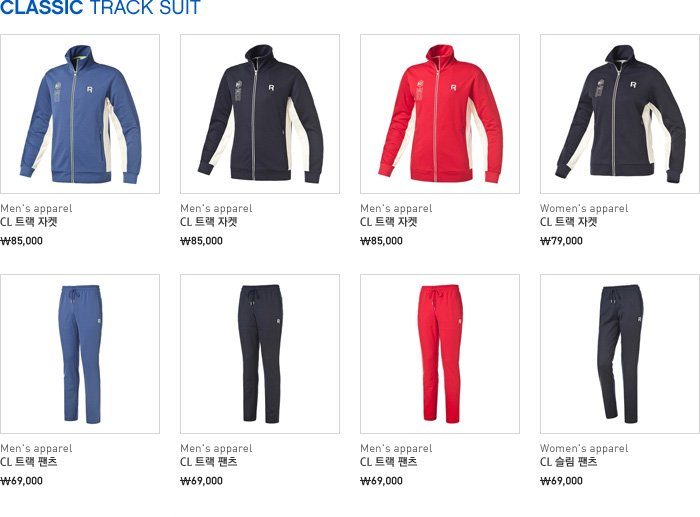 CLASSIC TRACK SUIT
Men's apparel
CL 트랙 자켓
₩85,000
Men's apparel
CL 트랙 자켓
₩85,000
Men's apparel
CL 트랙 자켓
₩85,000
Women's apparel
CL 트랙 자켓
₩79,000
Men's apparel
CL 트랙 팬츠
₩69,000
Men's apparel
CL 트랙 팬츠
₩69,000
Men's apparel
CL 트랙 팬츠
₩69,000
Women's apparel
CL 슬림 팬츠
₩69,000